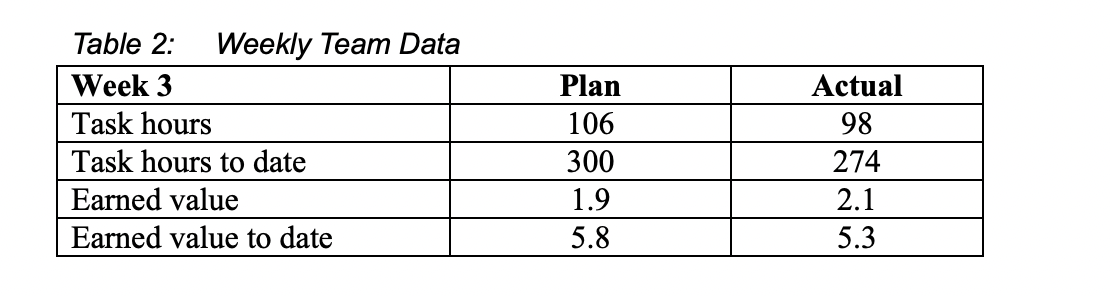 Table 2: Weekly Team Data
Week 3 Plan Actual
Task hours 106 98
Task hours to date 300 274
Earned value 1.9 2.1
Earned value to date 5.8 5.3